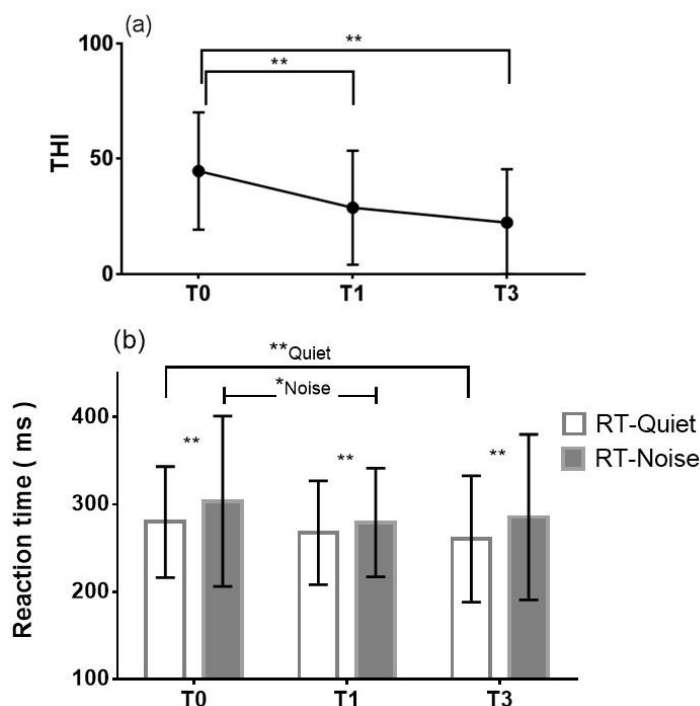 (a)
**
**
100
50
0
THI
T0 T1 T3
(b)
**Quiet
*Noise
** ** **
400
300
200
100
Reaction time ( ms )
T0 T1 T3
RT-Quiet
RT-Noise